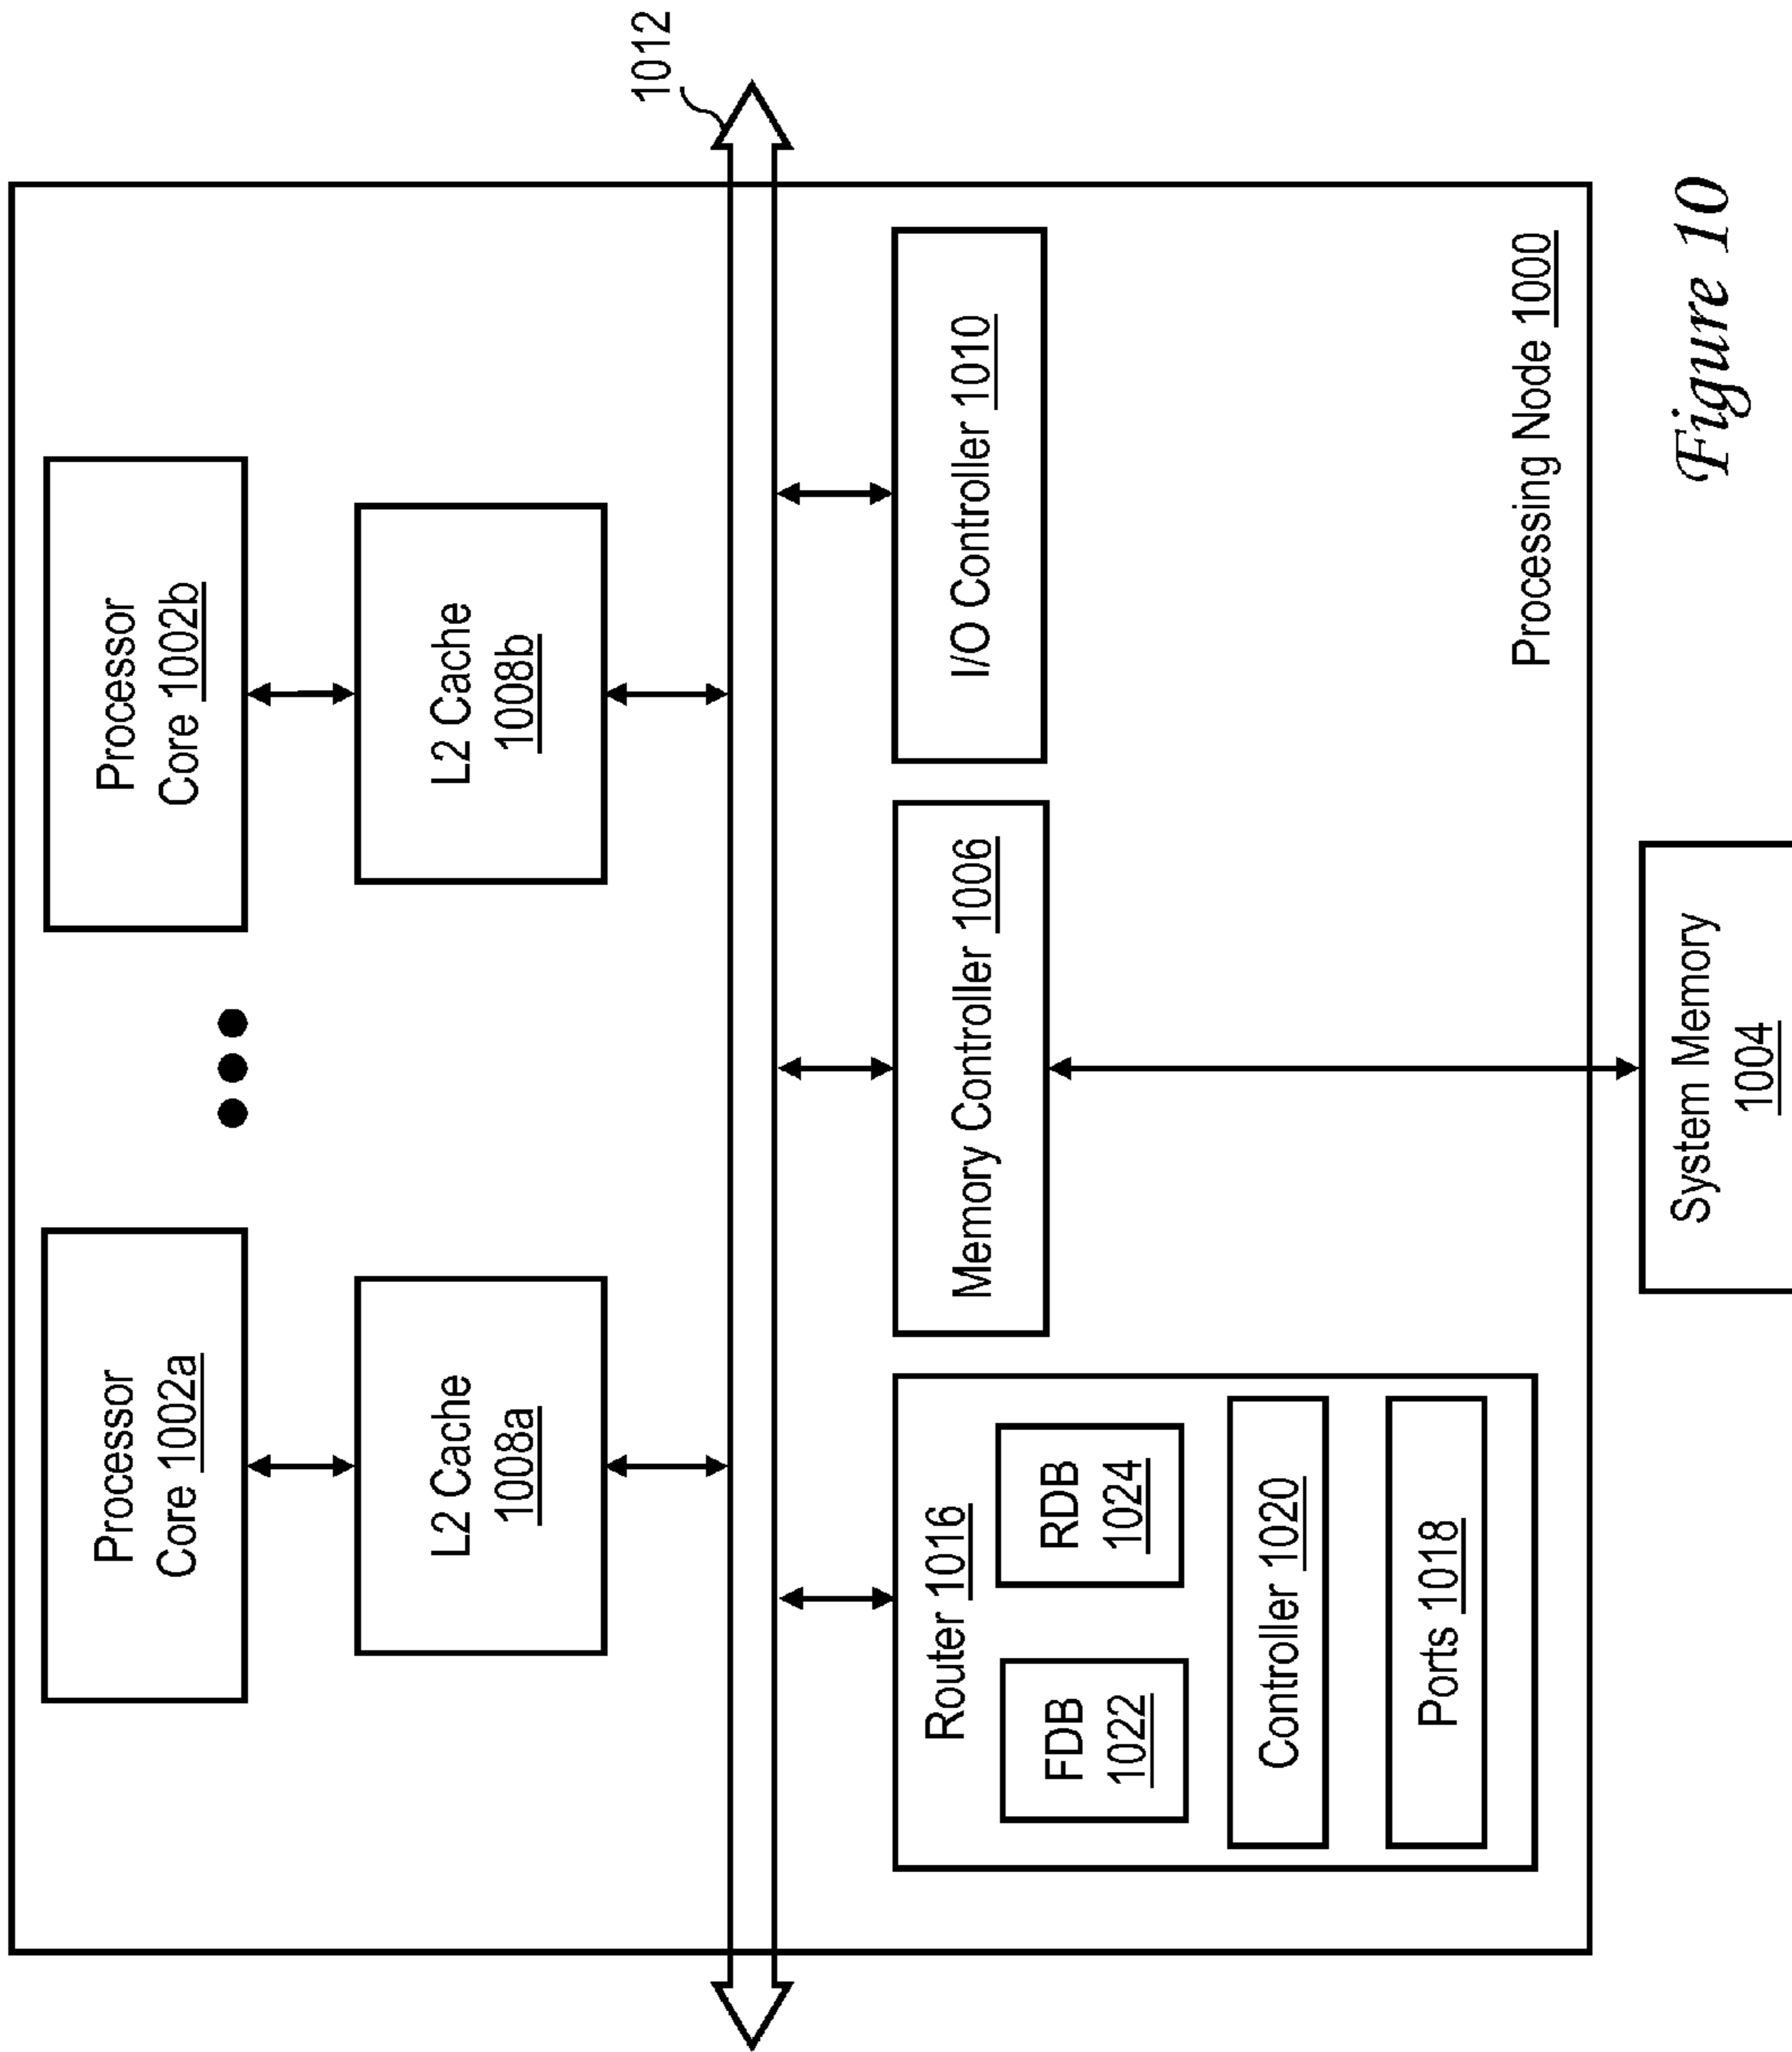 1012
Processor
Core 1002a
Processor
Core 1002b
L2 Cache
1008a
L2 Cache
1008b
Router 1016
FDB
1022
RDB
1024
Controller 1020
Ports 1018
Memory Controller 1006
I/O Controller 1010
Processing Node 1000
System Memory
1004
Figure 10